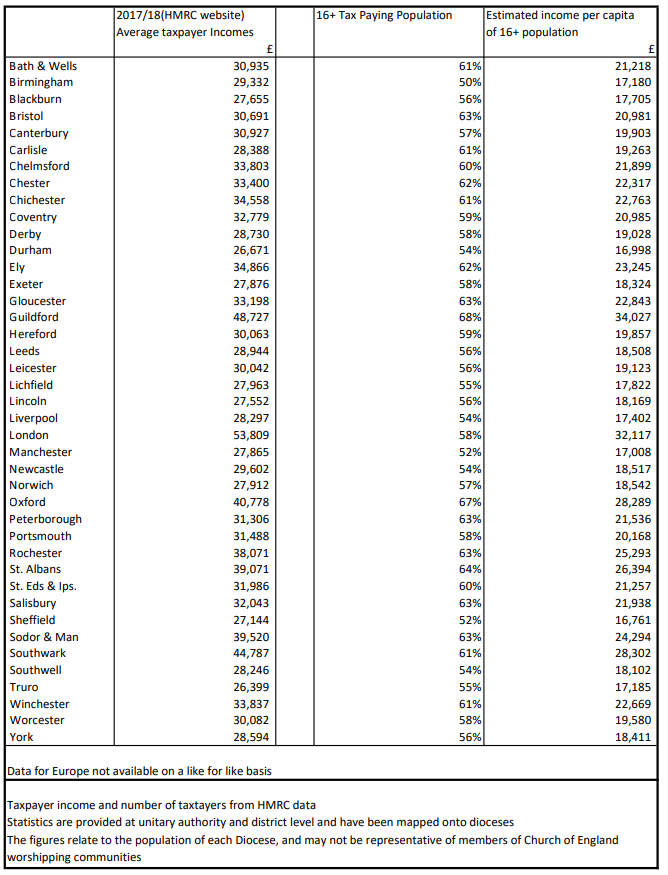 2017/18(HMRC website) 16+ Tax Paying Population Estimated income per capita
Average taxpayer Incomes of 16+ population
£ £
Bath & Wells 30,935 61% 21,218
Birmingham 29,332 50% 17,180
Blackburn 27,655 56% 17,705
Bristol 30,691 63% 20,981
Canterbury 30,927 57% 19,903
Carlisle 28,388 61% 19,263
Chelmsford 33,803 60% 21,899
Chester 33,400 62% 22,317
Chichester 34,558 61% 22,763
Coventry 32,779 59% 20,985
Derby 28,730 58% 19,028
Durham 26,671 54% 16,998
Ely 34,866 62% 23,245
Exeter 27,876 58% 18,324
Gloucester 33,198 63% 22,843
Guildford 48,727 68% 34,027
Hereford 30,063 59% 19,857
Leeds 28,944 56% 18,508
Leicester 30,042 56% 19,123
Lichfield 27,963 55% 17,822
Lincoln 27,552 56% 18,169
Liverpool 28,297 54% 17,402
London 53,809 58% 32,117
Manchester 27,865 52% 17,008
Newcastle 29,602 54% 18,517
Norwich 27,912 57% 18,542
Oxford 40,778 67% 28,289
Peterborough 31,306 63% 21,536
Portsmouth 31,488 58% 20,168
Rochester 38,071 63% 25,293
St. Albans 39,071 64% 26,394
St. Eds & Ips. 31,986 60% 21,257
Salisbury 32,043 63% 21,938
Sheffield 27,144 52% 16,761
Sodor & Man 39,520 63% 24,294
Southwark 44,787 61% 28,302
Southwell 28,246 54% 18,102
Truro 26,399 55% 17,185
Winchester 33,837 61% 22,669
Worcester 30,082 58% 19,580
York 28,594 56% 18,411
Data for Europe not available on a like for like basis
Taxpayer income and number of taxtayers from HMRC data
Statistics are provided at unitary authority and district level and have been mapped onto dioceses
The figures relate to the population of each Diocese, and may not be representative of members of Church of England
worshipping communities